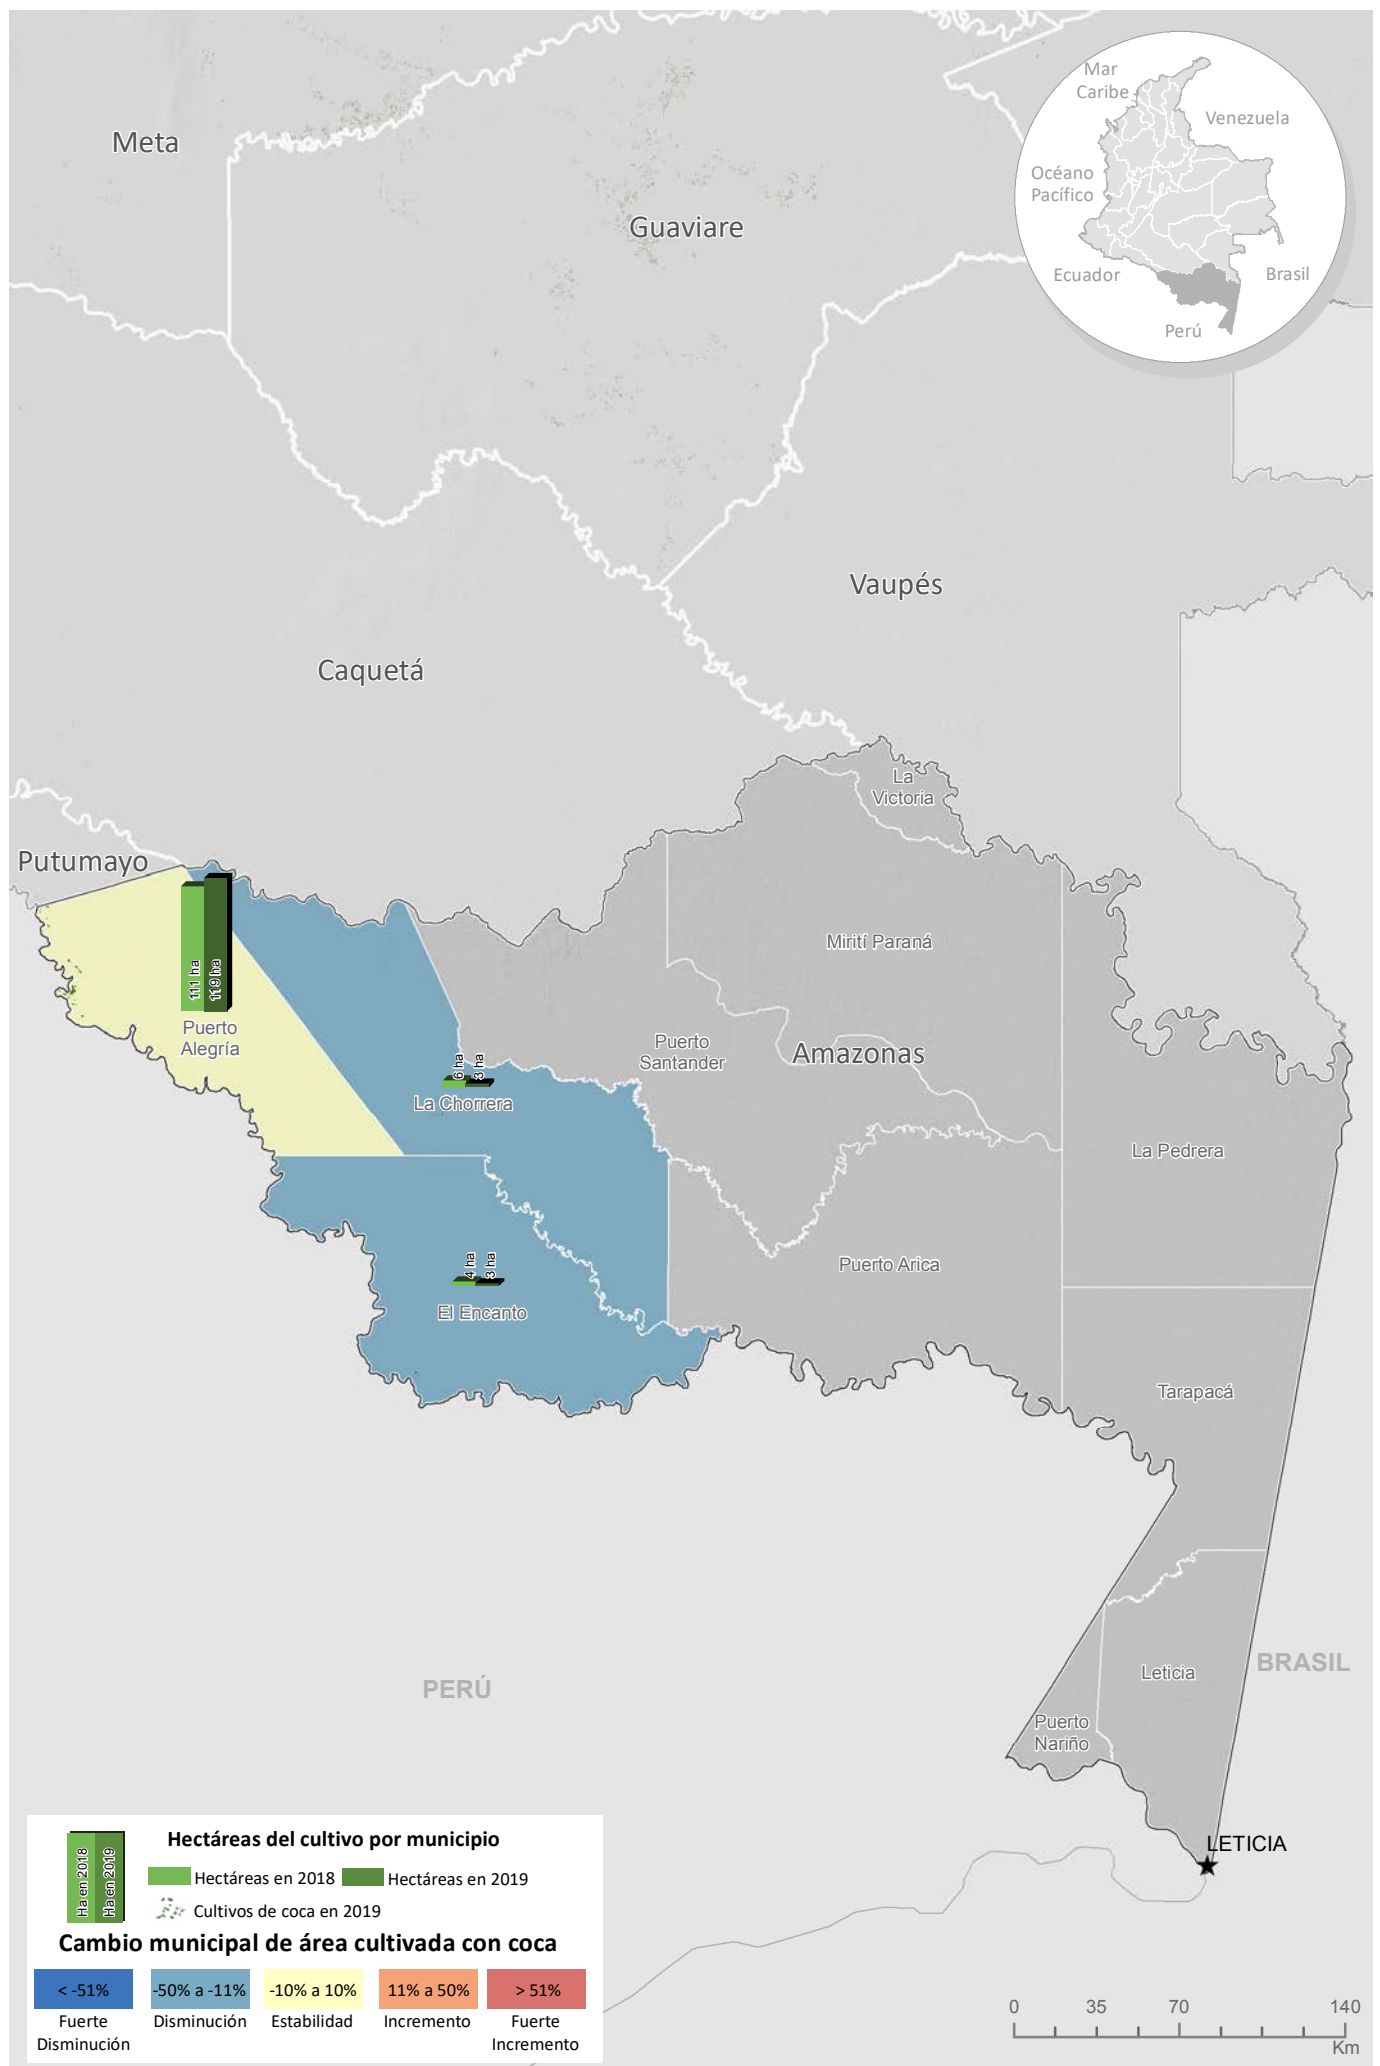 Mar
Caribe
Venezuela
Océano
Pacífico
Ecuador
Brasil
Perú
Meta
Guaviare
Vaupés
Caquetá
La
Victoria
Putumayo
111 ha
119 ha
Puerto
Alegría
Mirití Paraná
Puerto
Santander
Amazonas
6 ha
3 ha
La Chorrera
La Pedrera
4 ha
3 ha
El Encanto
Puerto Arica
Tarapacá
PERÚ
BRASIL
Leticia
Puerto
Nariño
LETICIA
Hectáreas del cultivo por municipio
Ha en 2018
Ha en 2019
Hectáreas en 2018
Hectáreas en 2019
Cultivos de coca en 2019
Cambio municipal de área cultivada con coca
< -51%
-50% a -11%
-10% a 10%
11% a 50%
> 51%
Fuerte
Disminución
Disminución
Estabilidad
Incremento
Fuerte
Incremento
0
35
70
140
Km